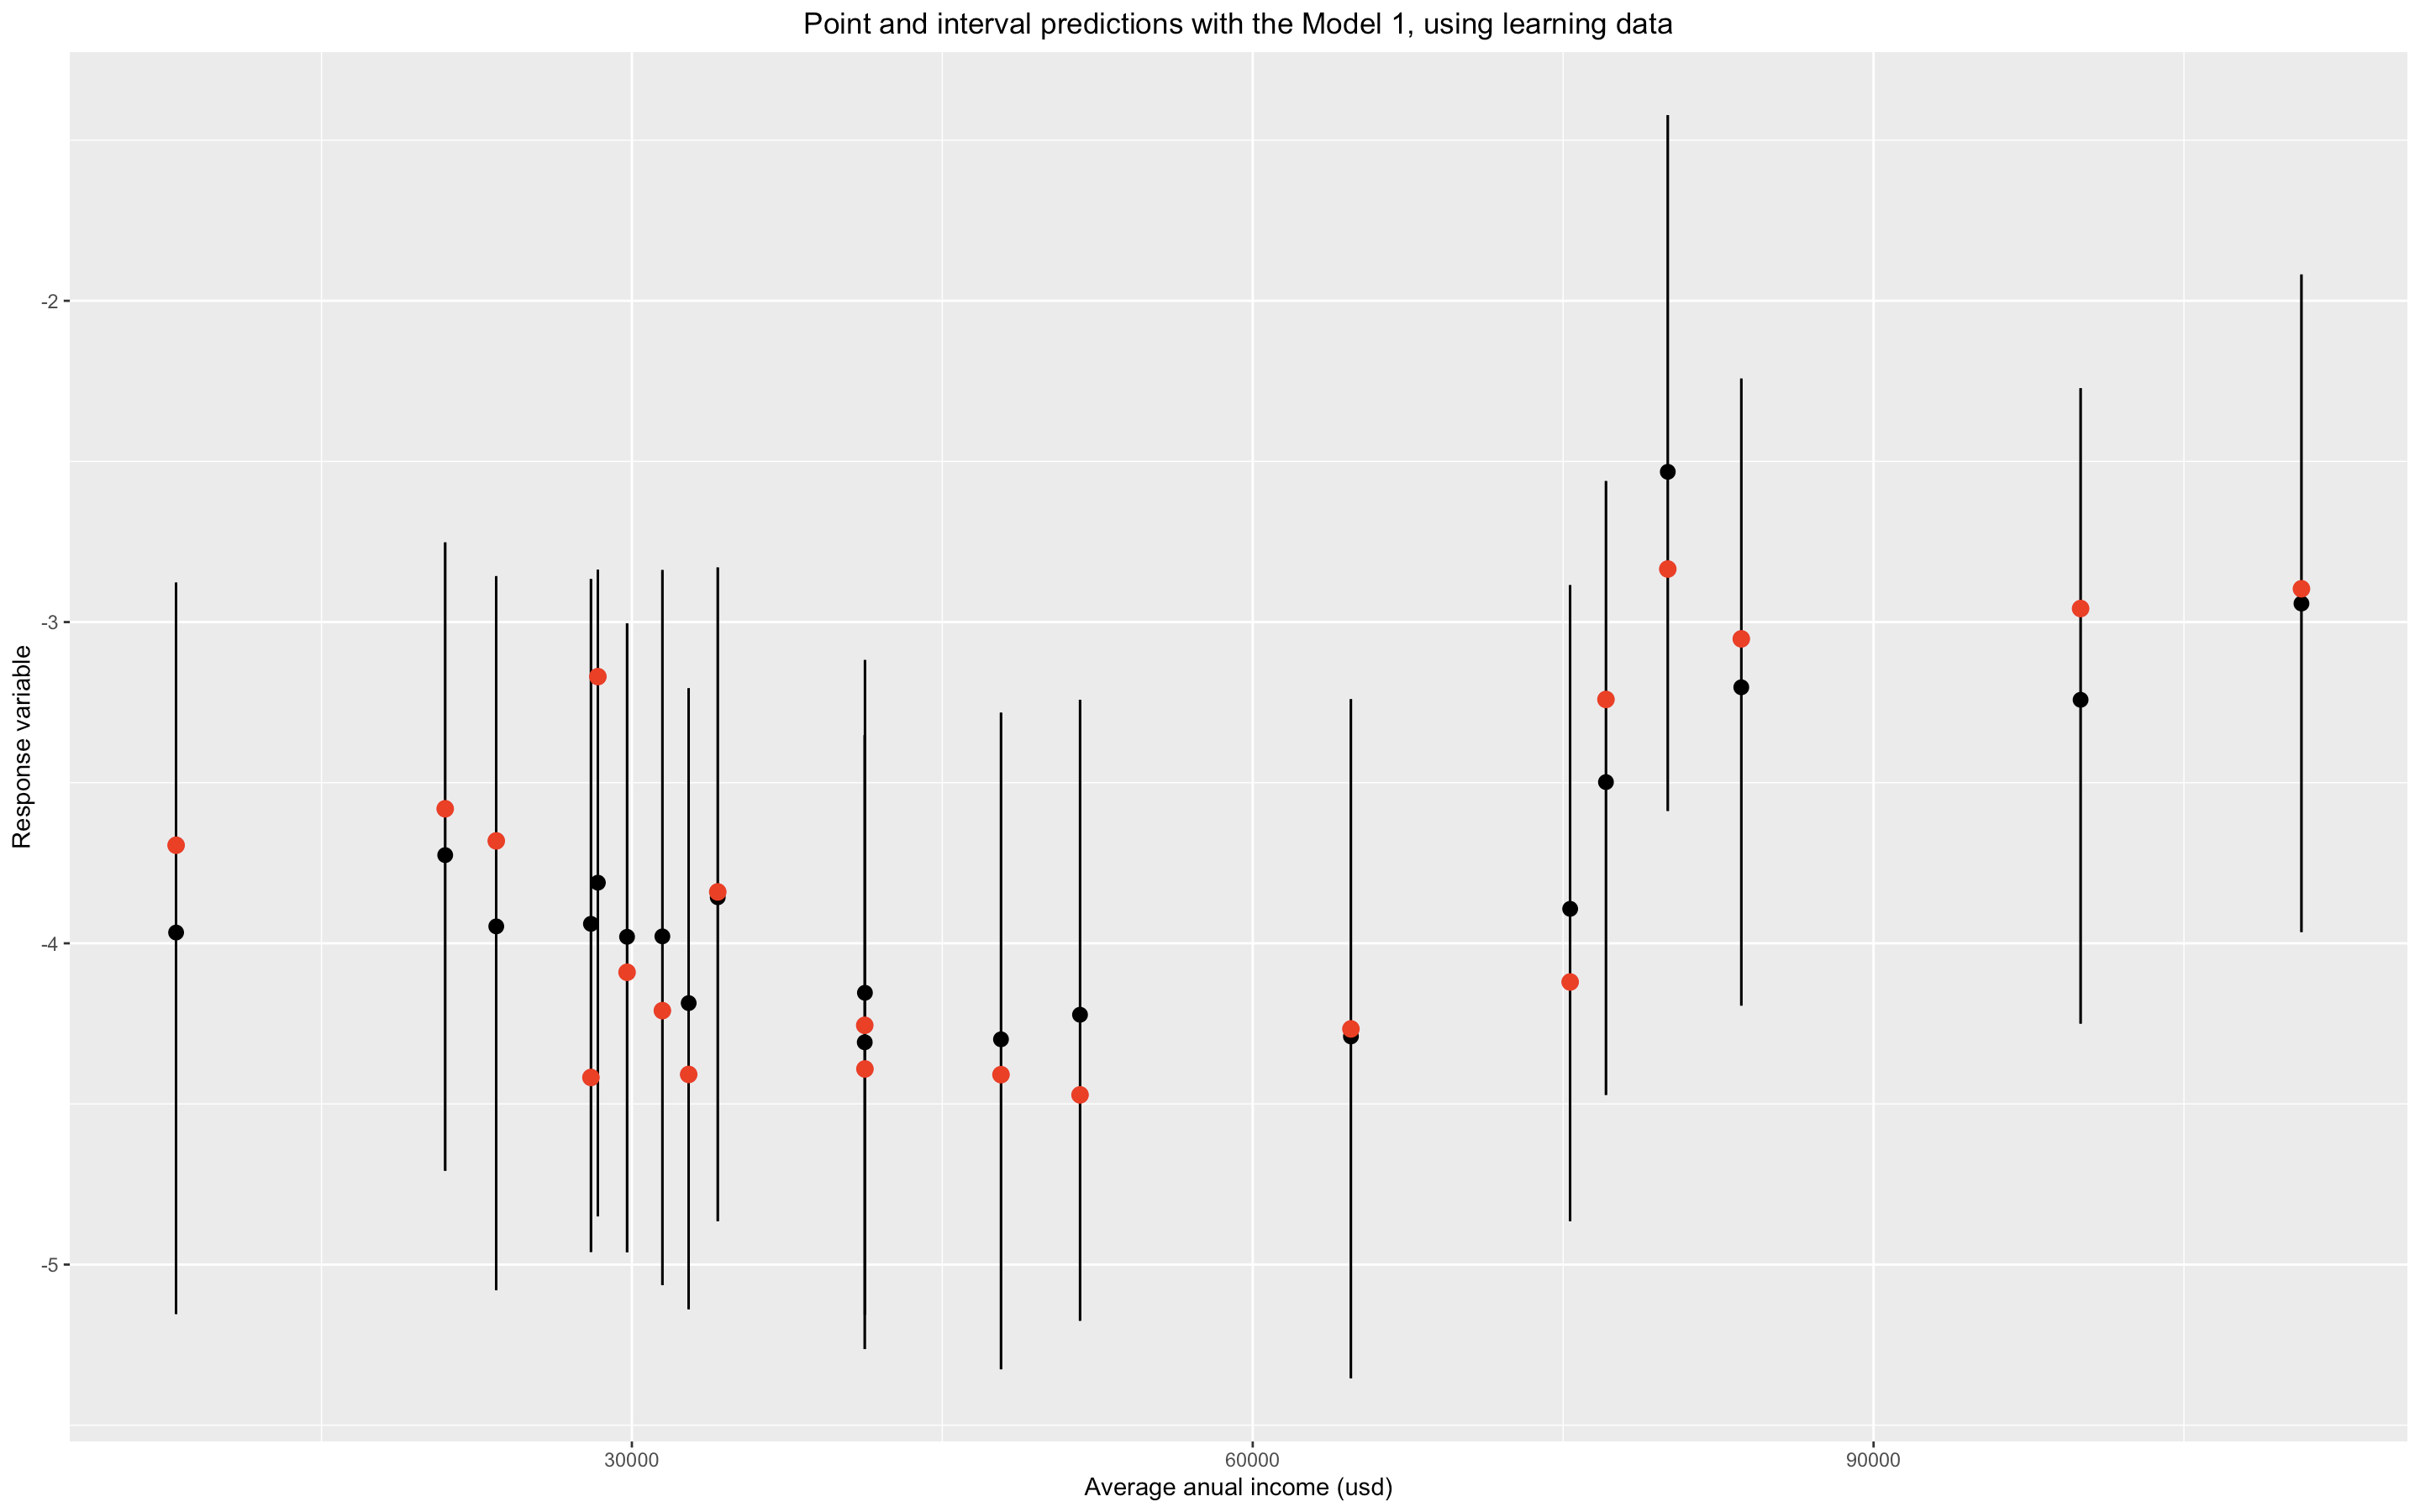 Point and interval predictions with the Model 1, using learning data
Response variable
-2
-3
-4
-5
30000
60000
90000
Average anual income (usd)